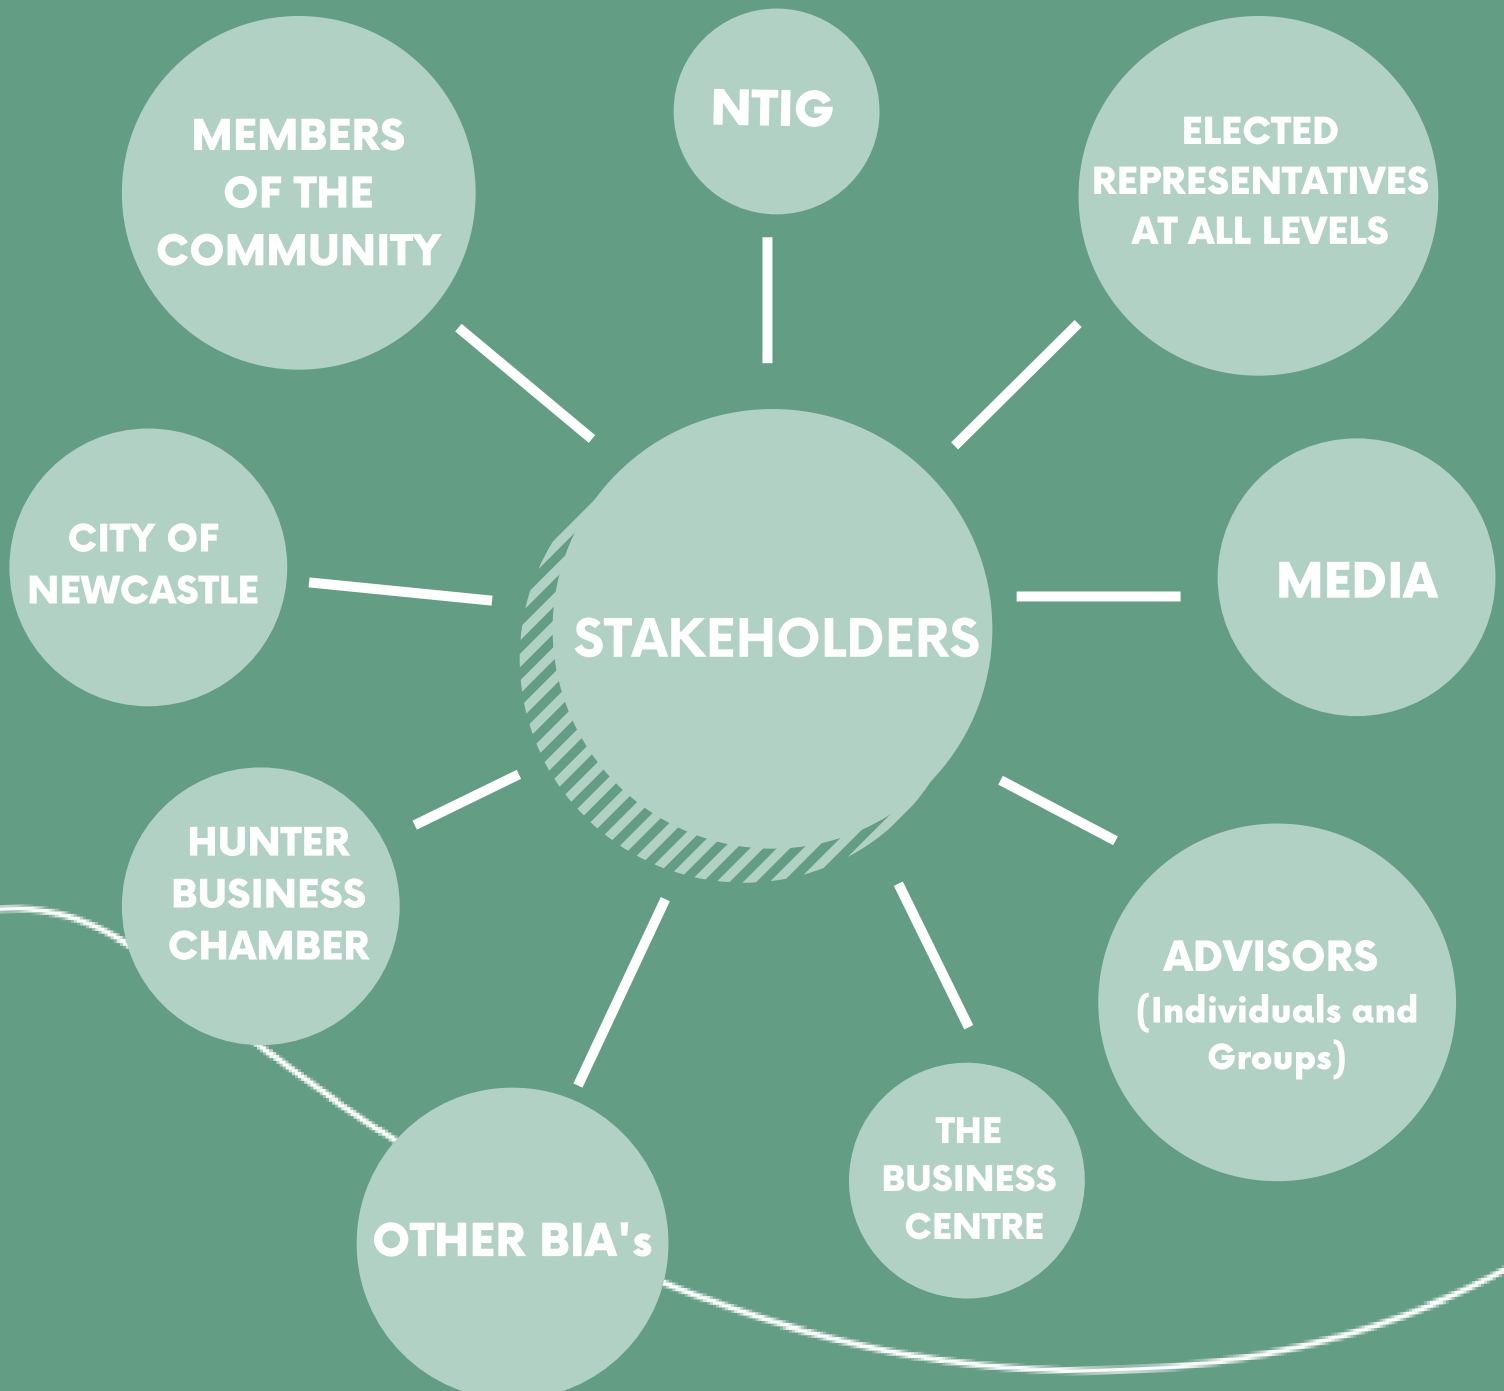 MEMBERS
OF THE
COMMUNITY
NTIG
ELECTED
REPRESENTATIVES
AT ALL LEVELS
CITY OF
NEWCASTLE
STAKEHOLDERS
MEDIA
HUNTER
BUSINESS
CHAMBER
ADVISORS
(Individuals and
Groups)
OTHER BIA's
THE
BUSINESS
CENTRE